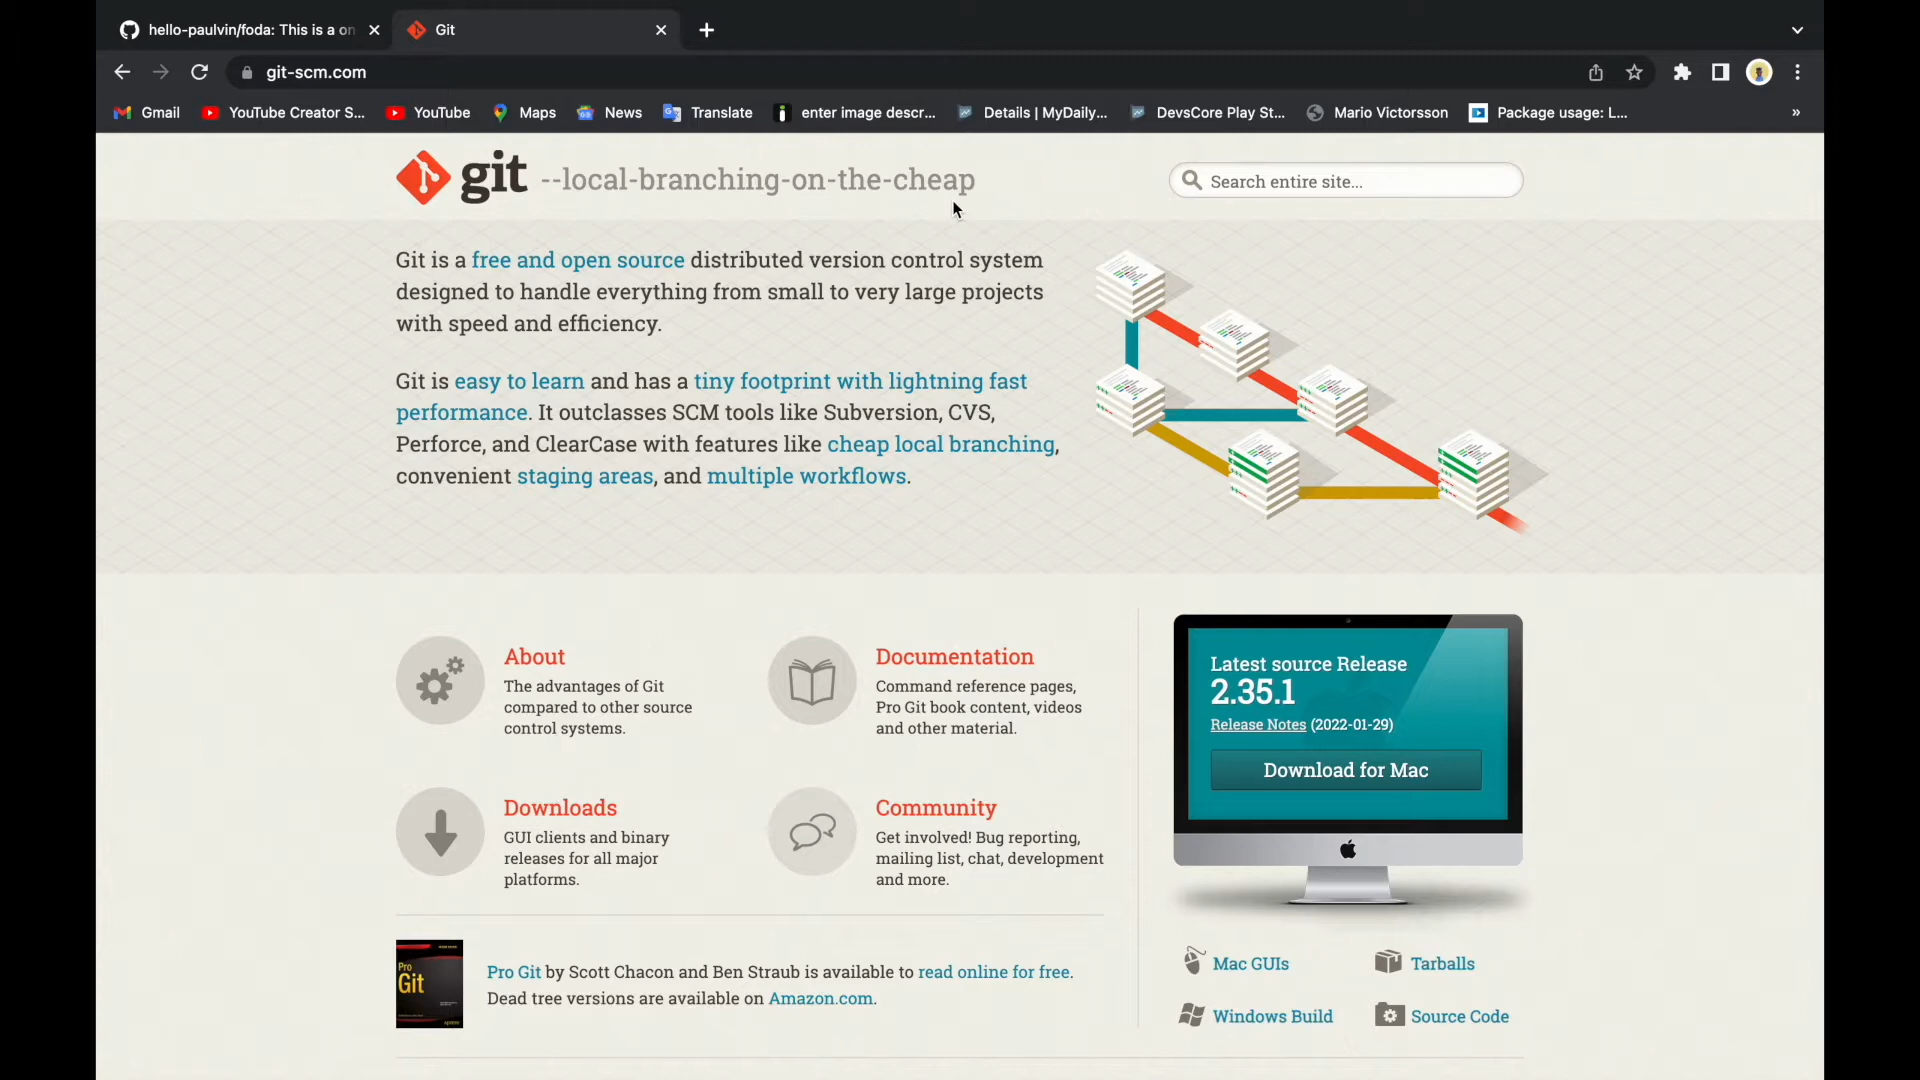 hello-paulvin/foda: This is a on
Git
git-scm.com
Gmail
YouTube Creator S...
YouTube
Maps
News
Translate
enter image descr...
Details | MyDaily...
DevsCore Play St...
Mario Victorsson
Package usage: L...
»
git --local-branching-on-the-cheap
Search entire site...
Git is a free and open source distributed version control system
designed to handle everything from small to very large projects
with speed and efficiency.
Git is easy to learn and has a tiny footprint with lightning fast
performance. It outclasses SCM tools like Subversion, CVS,
Perforce, and ClearCase with features like cheap local branching,
convenient staging areas, and multiple workflows.
About
The advantages of Git
compared to other source
control systems.
Documentation
Command reference pages,
Pro Git book content, videos
and other material.
Downloads
GUI clients and binary
releases for all major
platforms.
Community
Get involved! Bug reporting,
mailing list, chat, development
and more.
Latest source Release
2.35.1
Release Notes (2022-01-29)
Download for Mac
Pro
Git
Pro Git by Scott Chacon and Ben Straub is available to read online for free.
Dead tree versions are available on Amazon.com.
Mac GUIs
Tarballs
Windows Build
Source Code